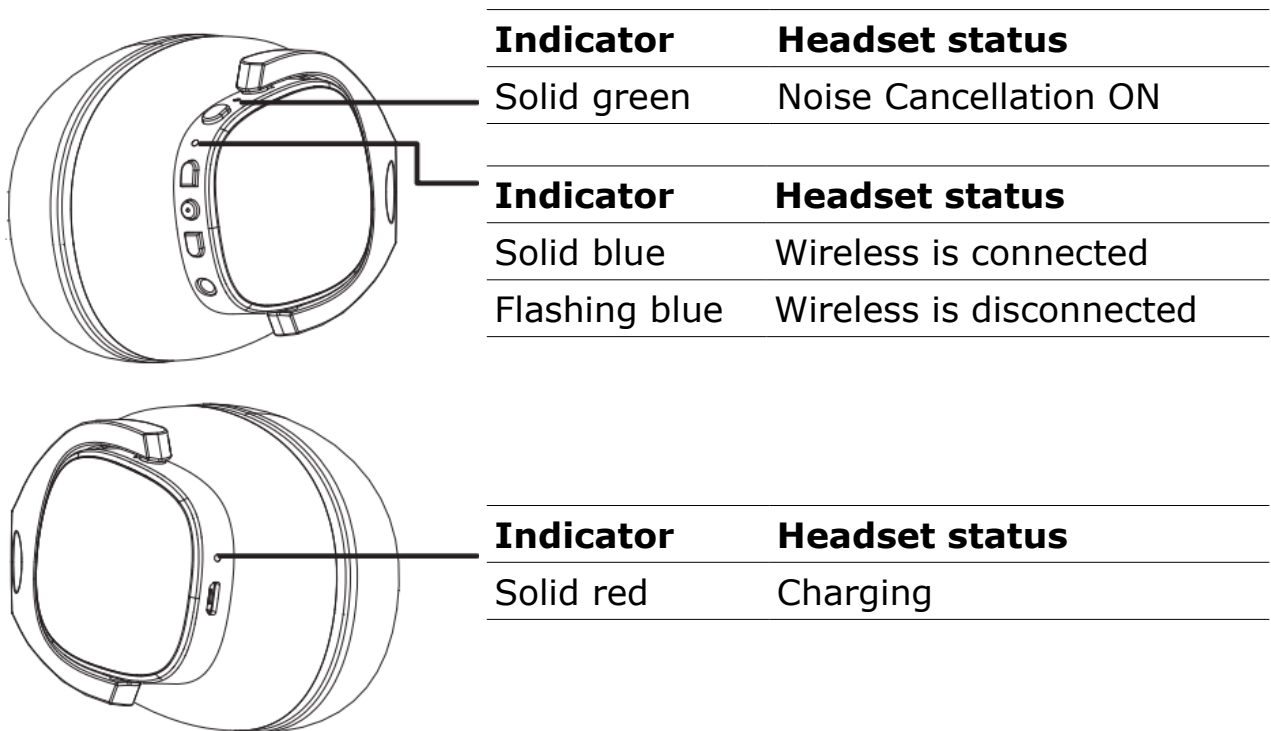 Indicator Headset status
Solid green Noise Cancellation ON
Indicator Headset status
Solid blue Wireless is connected
Flashing blue Wireless is disconnected
Indicator Headset status
Solid red Charging